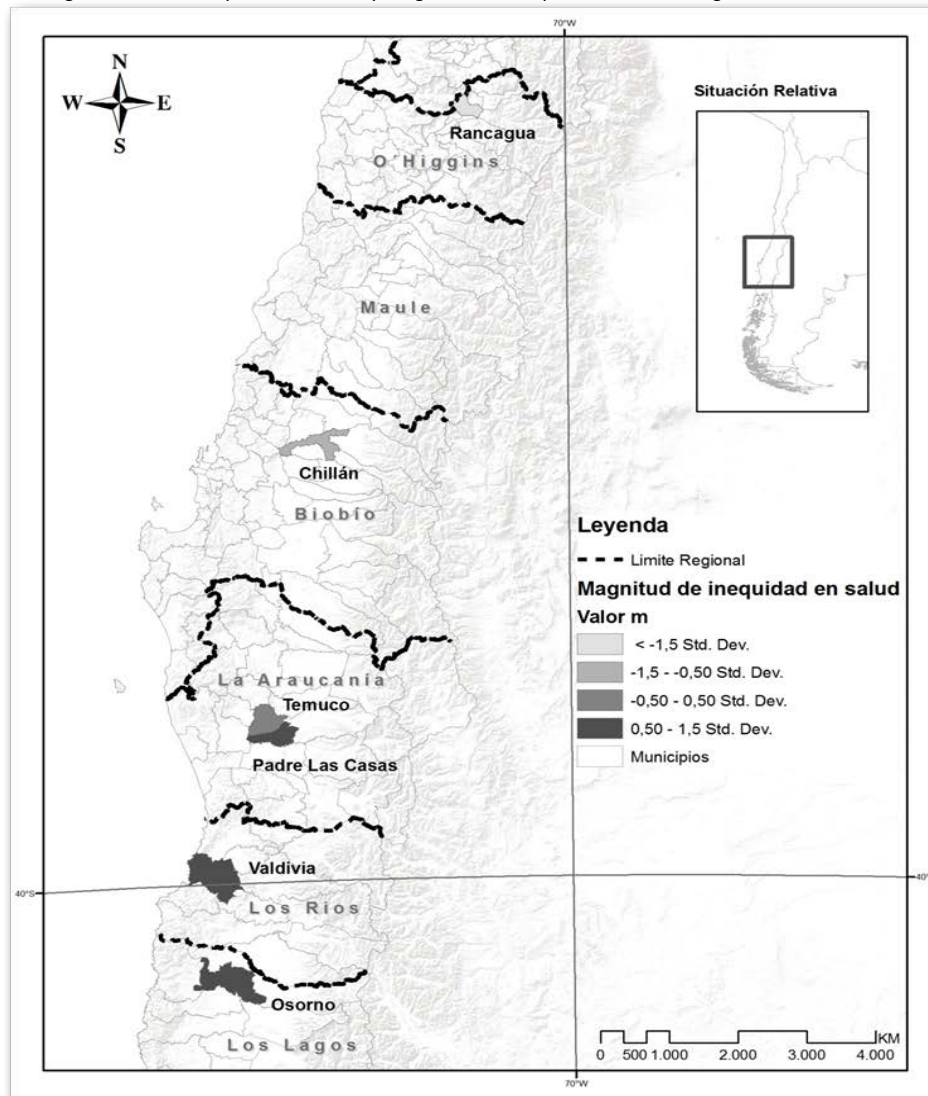 70°W
N
W E
S
Situación Relativa
Rancagua
O'Higgins
Maule
Chillán
Biobío
Leyenda
Limite Regional
Magnitud de inequidad en salud
Valor m
< -1,5 Std. Dev.
-1,5 - -0,50 Std. Dev.
-0,50 - 0,50 Std. Dev.
0,50 - 1,5 Std. Dev.
Municipios
La Araucanía
Temuco
Padre Las Casas
Valdivia
40°S
Los Rios
Osorno
Los Lagos
KM
0 500 1.000 2.000 3.000 4.000
70°W